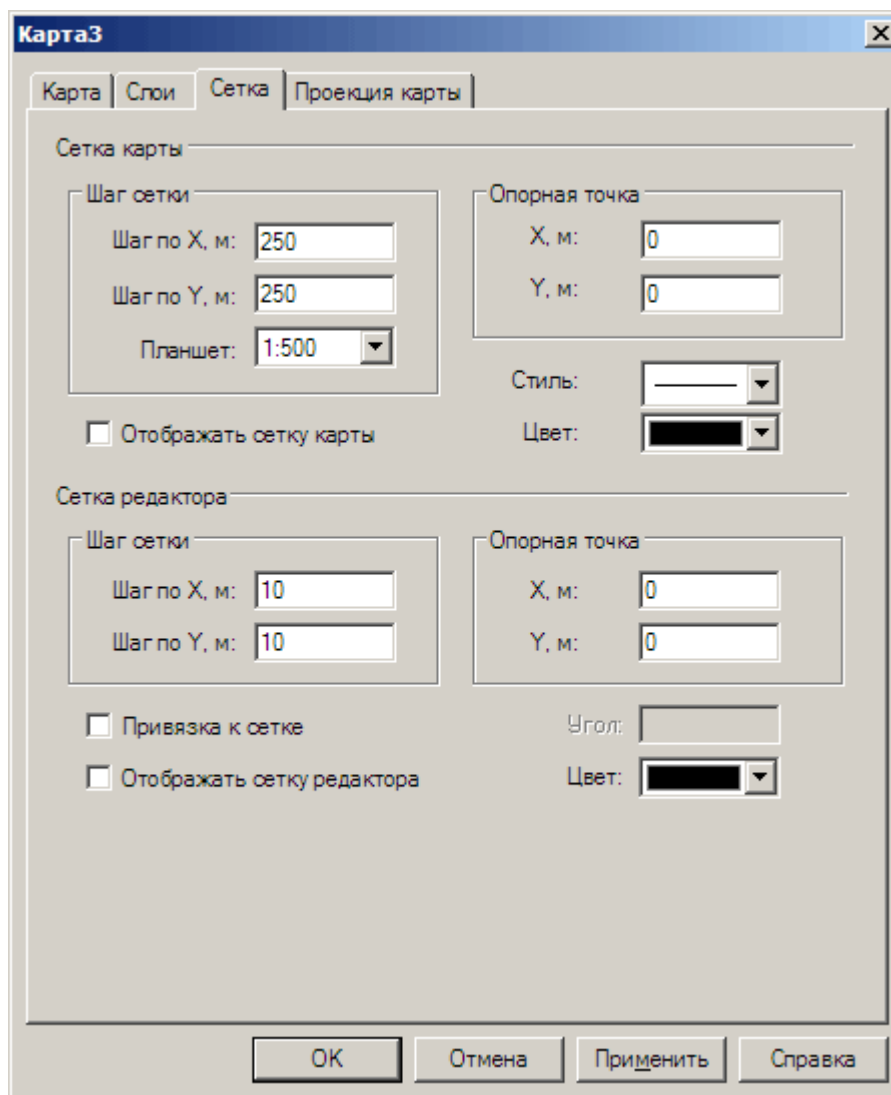 Карта3
Карта Слои Сетка Проекция карты
Сетка карты
Шаг сетки
Шаг по X, м: 250
Шаг по Y, м: 250
Планшет: 1:500
Опорная точка
X, м: 0
Y, м: 0
Отображать сетку карты
Стиль:
Цвет:
Сетка редактора
Шаг сетки
Шаг по X, м: 10
Шаг по Y, м: 10
Опорная точка
X, м: 0
Y, м: 0
Привязка к сетке
Отображать сетку редактора
Угол:
Цвет:
OK Отмена Применить Справка